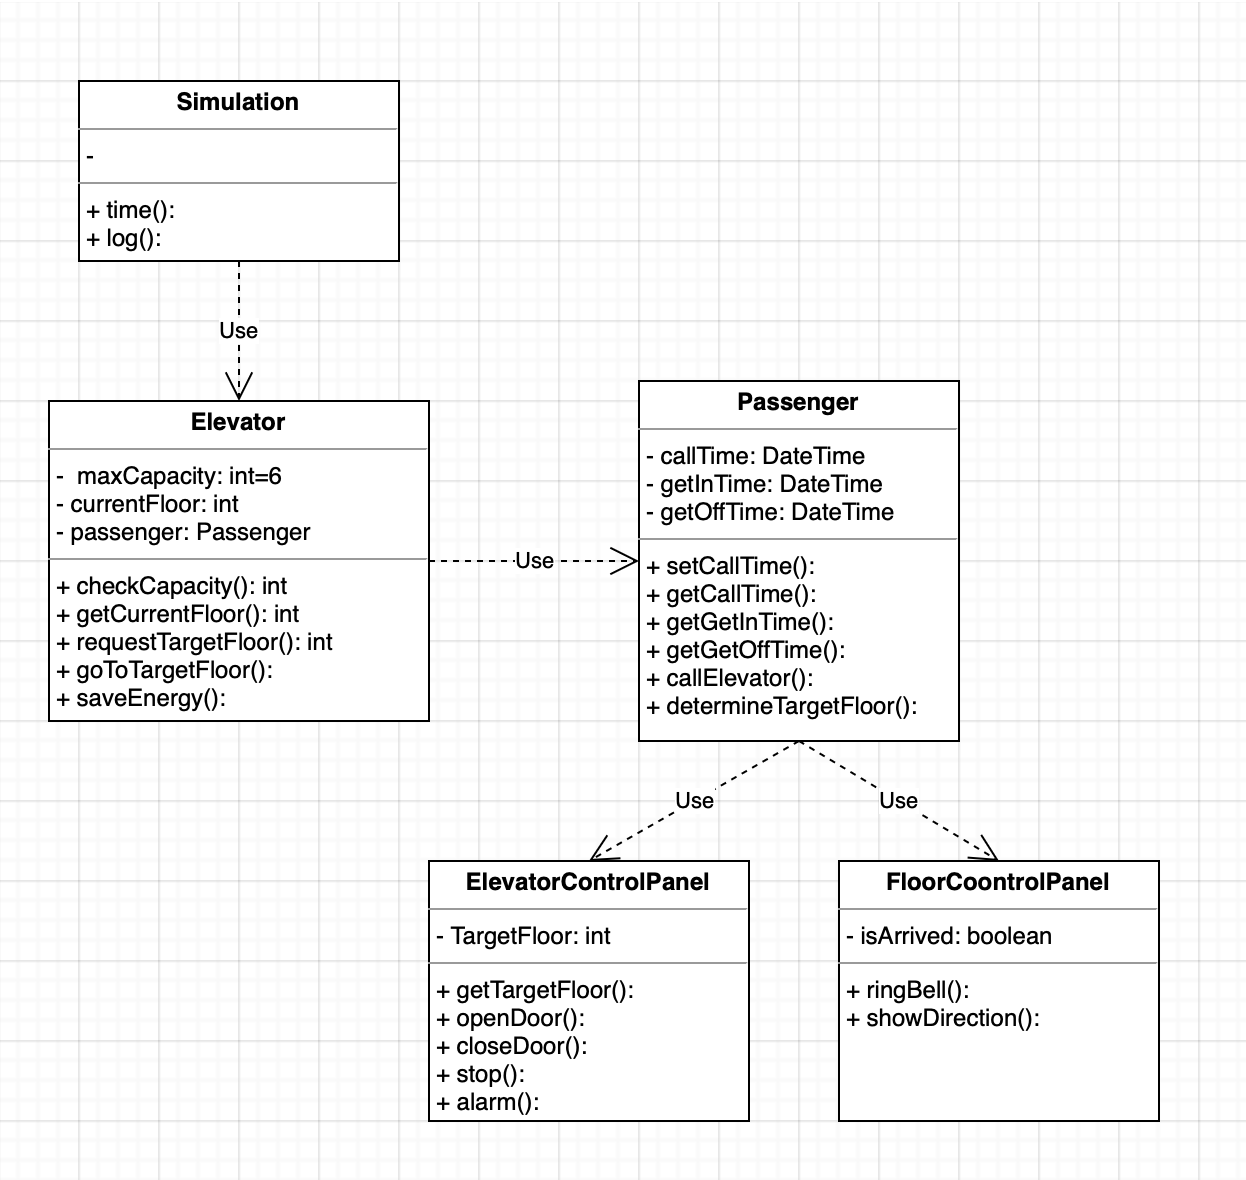 Simulation
-
+ time():
+ log():
Use
Elevator
- maxCapacity: int=6
- currentFloor: int
- passenger: Passenger
+ checkCapacity(): int
+ getCurrentFloor(): int
+ requestTargetFloor(): int
+ goToTargetFloor():
+ saveEnergy():
Use
Passenger
- callTime: DateTime
- getInTime: DateTime
- getOffTime: DateTime
+ setCallTime():
+ getCallTime():
+ getGetInTime():
+ getGetOffTime():
+ callElevator():
+ determineTargetFloor():
Use
Use
ElevatorControlPanel
- TargetFloor: int
+ getTargetFloor():
+ openDoor():
+ closeDoor():
+ stop():
+ alarm():
FloorCoontrolPanel
- isArrived: boolean
+ ringBell():
+ showDirection():